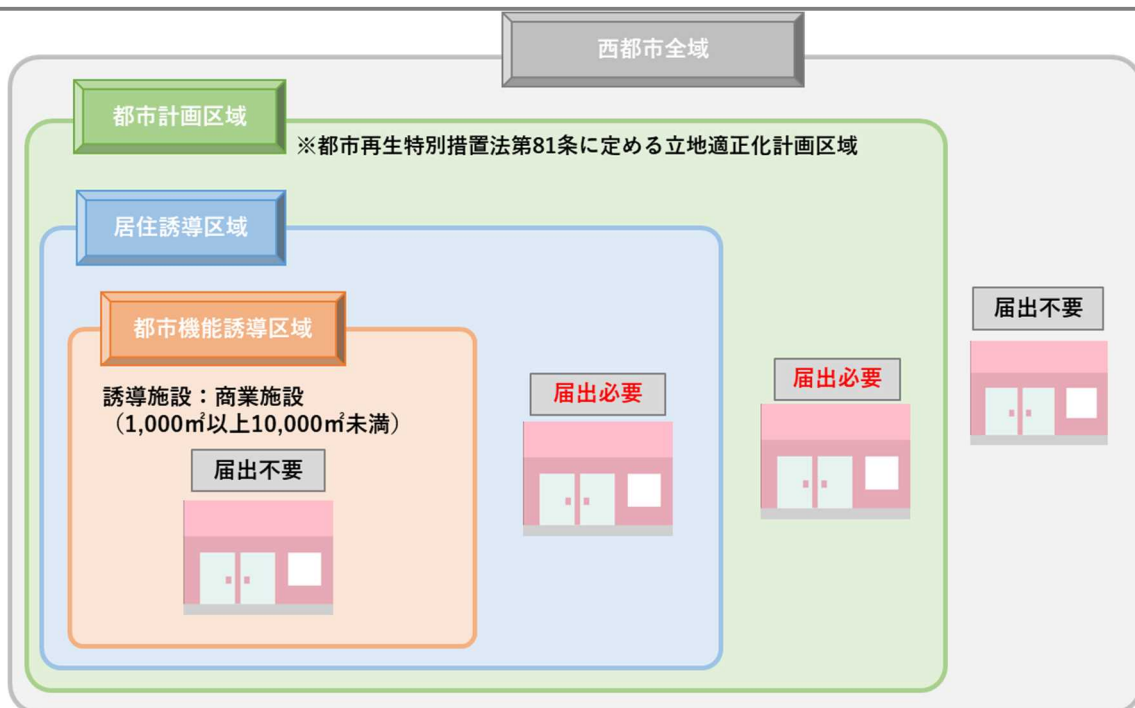 西都市全域
都市計画区域
※都市再生特別措置法第81条に定める立地適正化計画区域
居住誘導区域
都市機能誘導区域
誘導施設：商業施設
（1,000㎡以上10,000㎡未満）
届出不要
届出必要
届出必要
届出不要